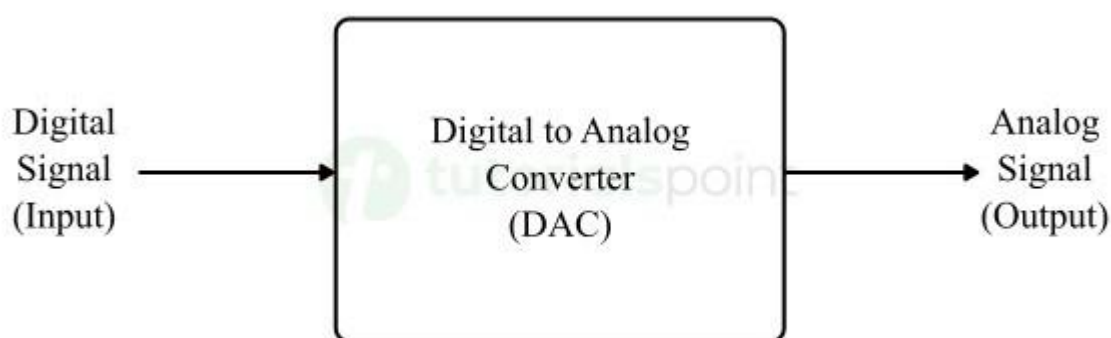 Digital
Signal
(Input)
Digital to Analog
Converter
(DAC)
tutorialspoint
Analog
Signal
(Output)